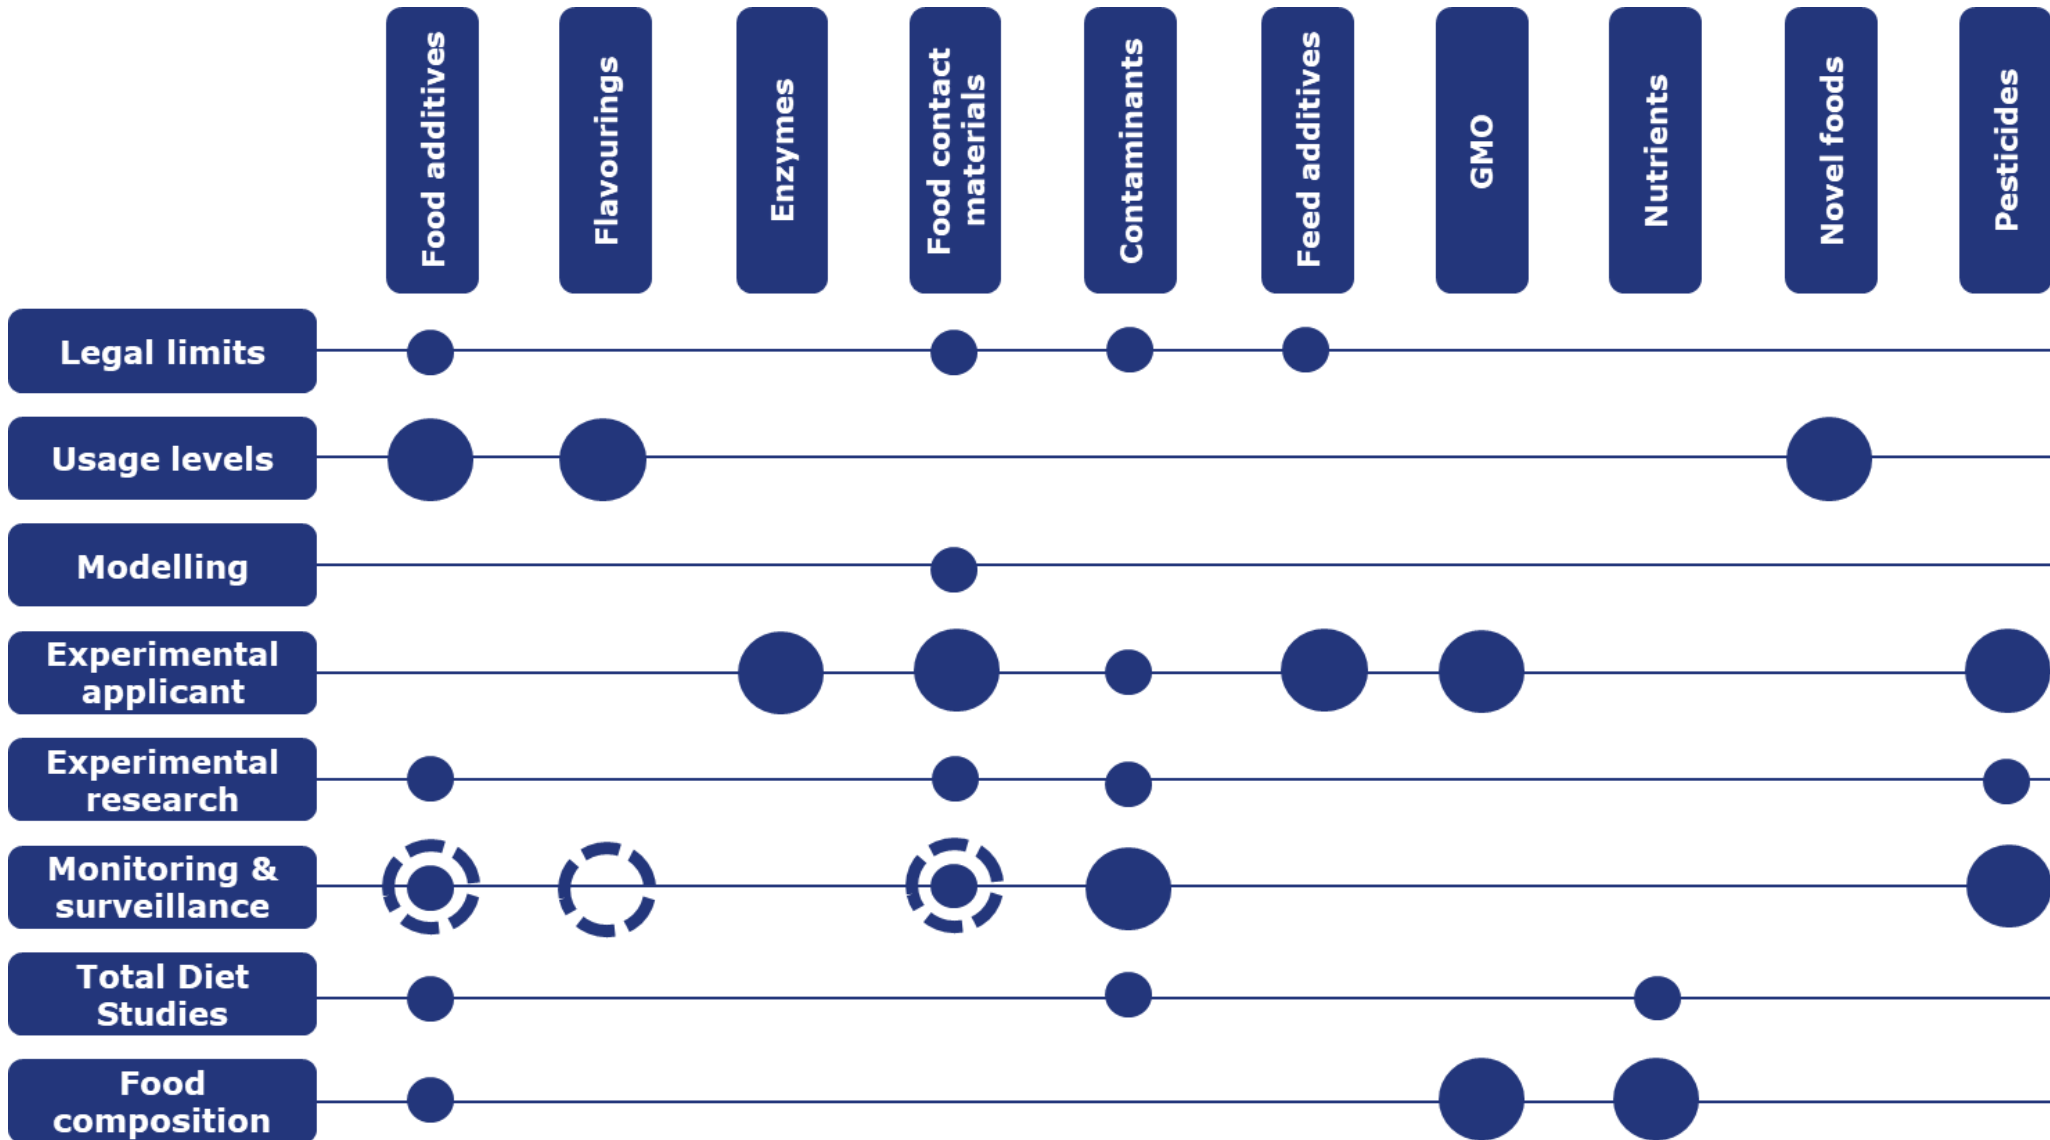 Food additives
Flavourings
Enzymes
Food contact
materials
Contaminants
Feed additives
GMO
Nutrients
Novel foods
Pesticides
Legal limits
Usage levels
Modelling
Experimental
applicant
Experimental
research
Monitoring &
surveillance
Total Diet
Studies
Food
composition